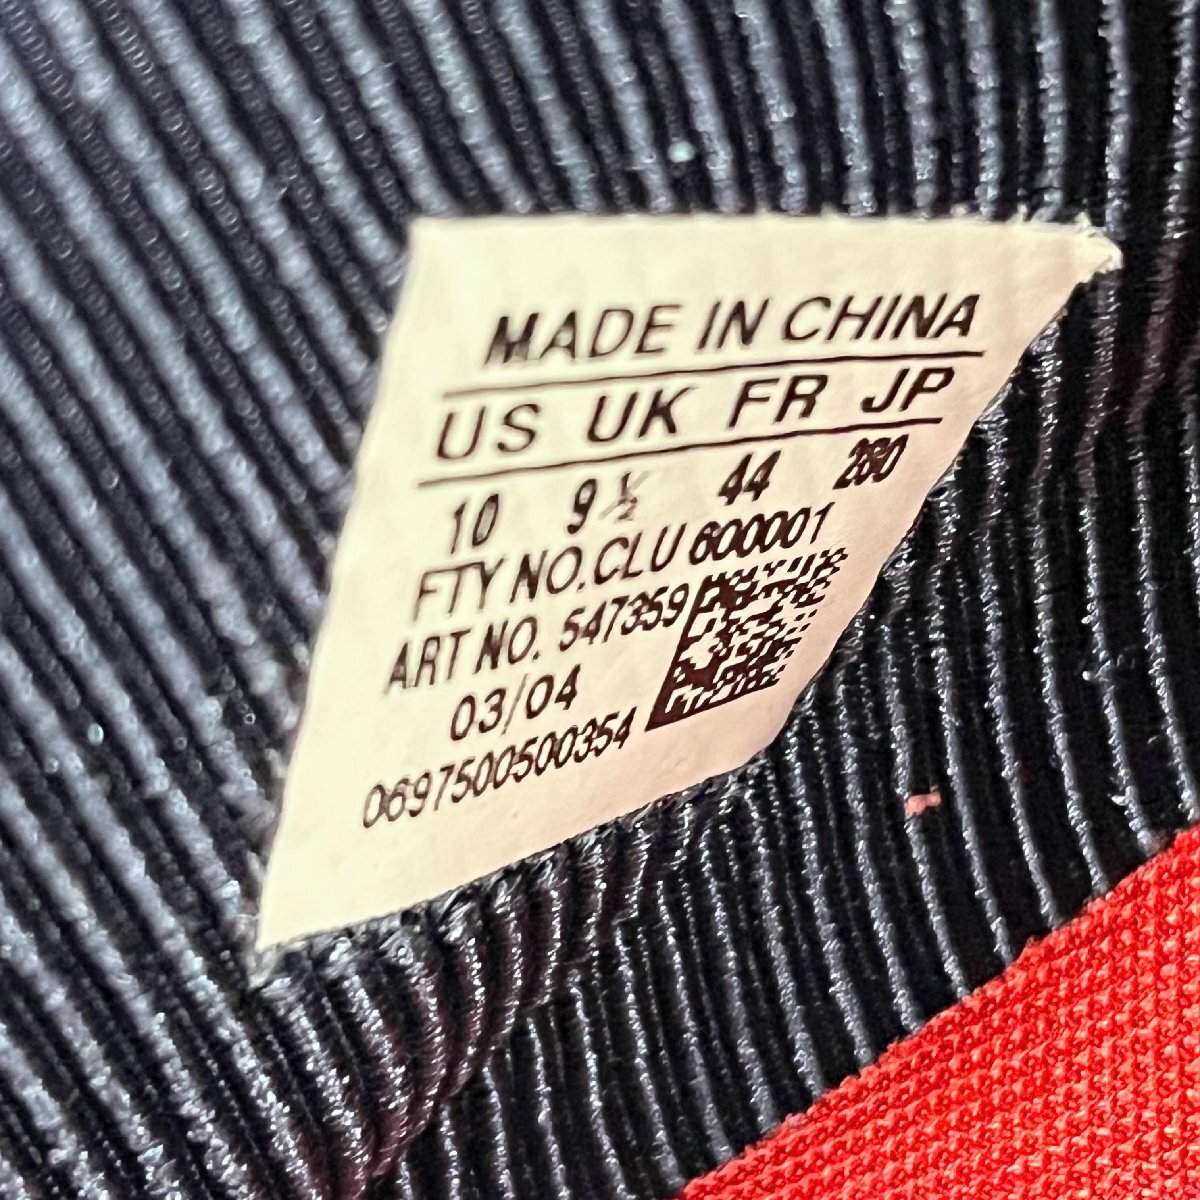 MADE IN CHINA
US UK FR JP
10 9½ 44 280
FTY NO.CLU 600001
ART NO. 547359
03/04
0697500500354